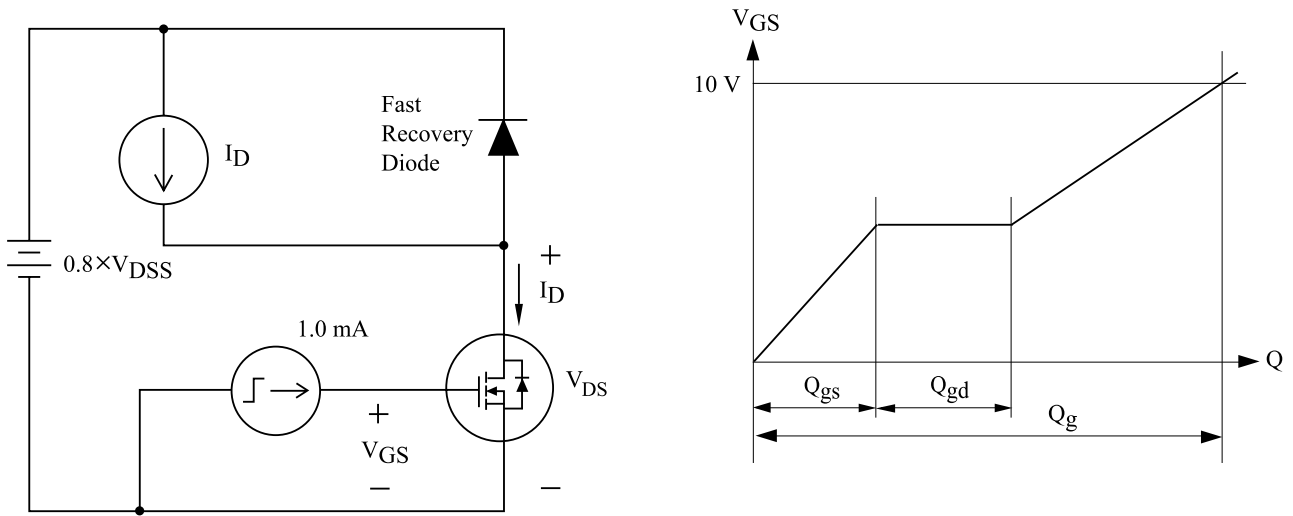 Fast
Recovery
Diode
I_D
0.8×V_DSS
+
I_D
1.0 mA
V_DS
+
V_GS
−
−
V_GS
10 V
Q
Q_gs
Q_gd
Q_g